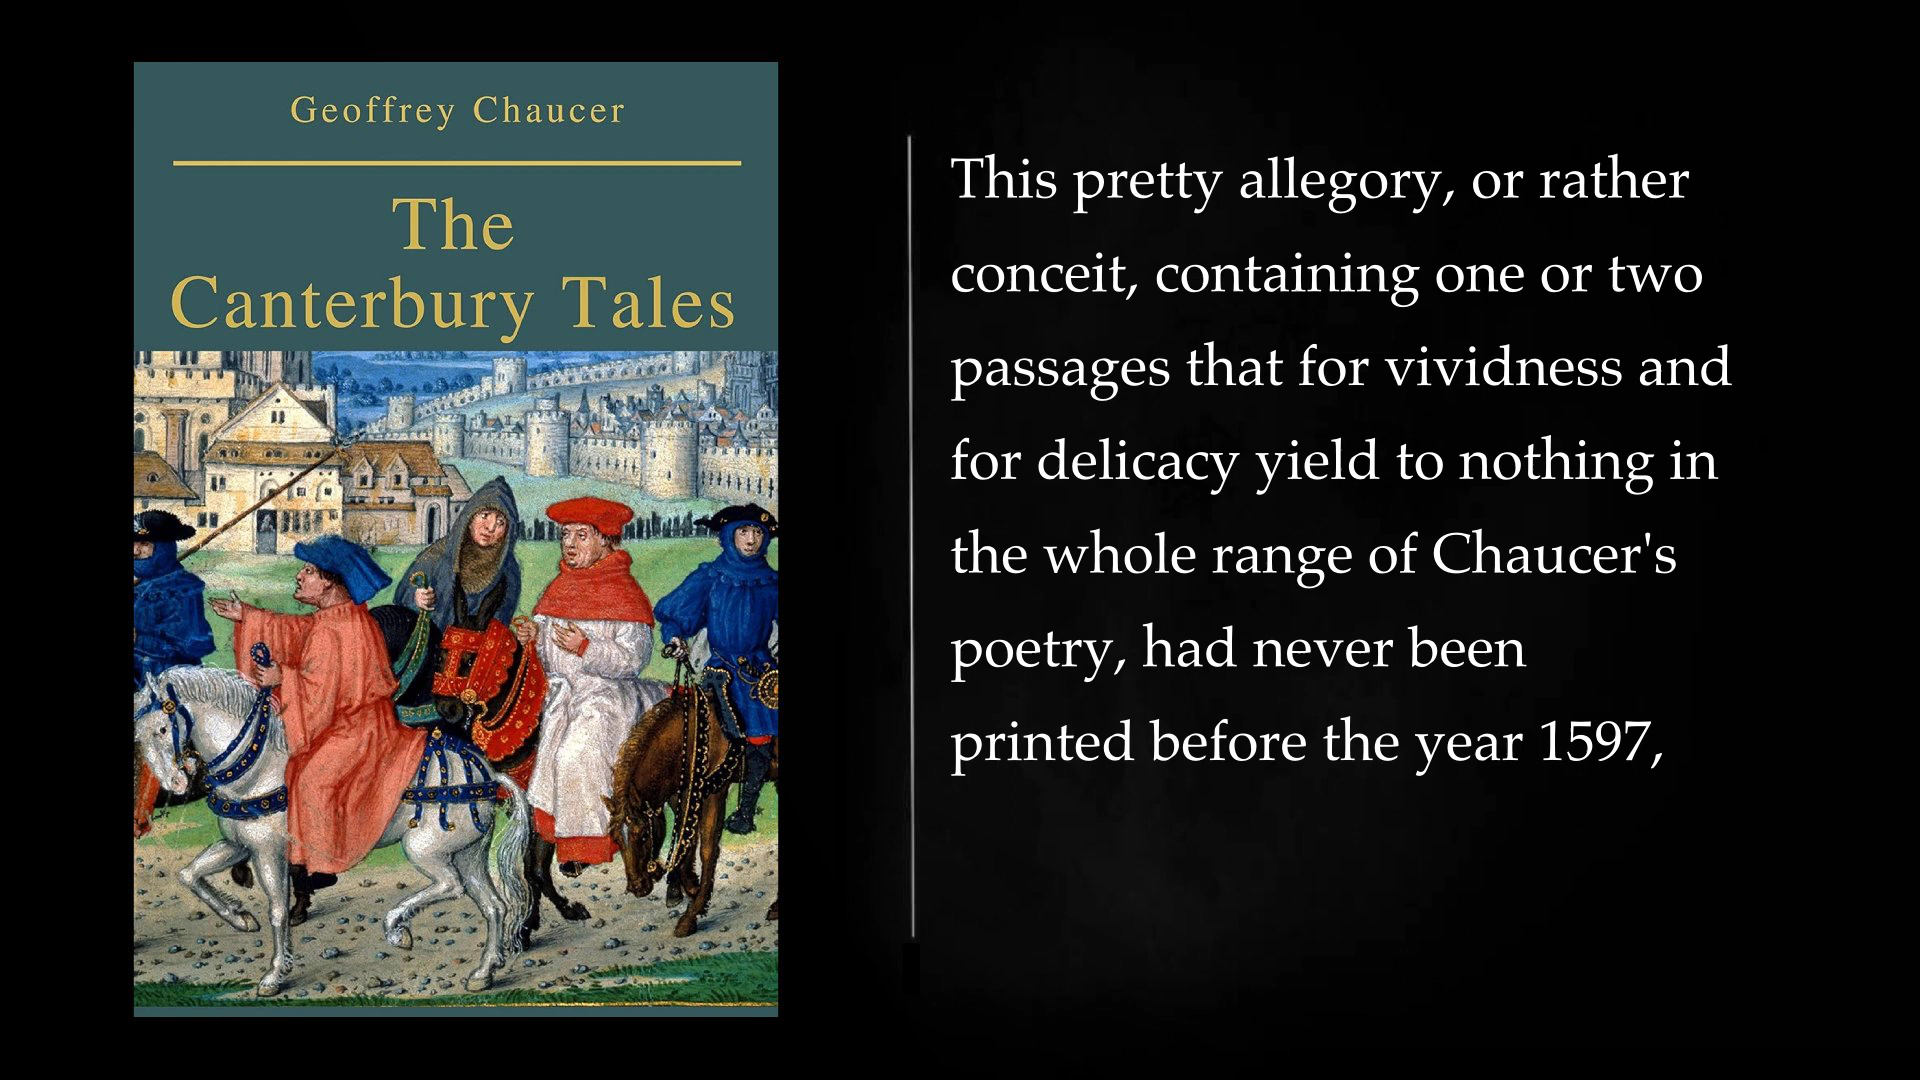 Geoffrey Chaucer
The
Canterbury Tales
This pretty allegory, or rather
conceit, containing one or two
passages that for vividness and
for delicacy yield to nothing in
the whole range of Chaucer's
poetry, had never been
printed before the year 1597,